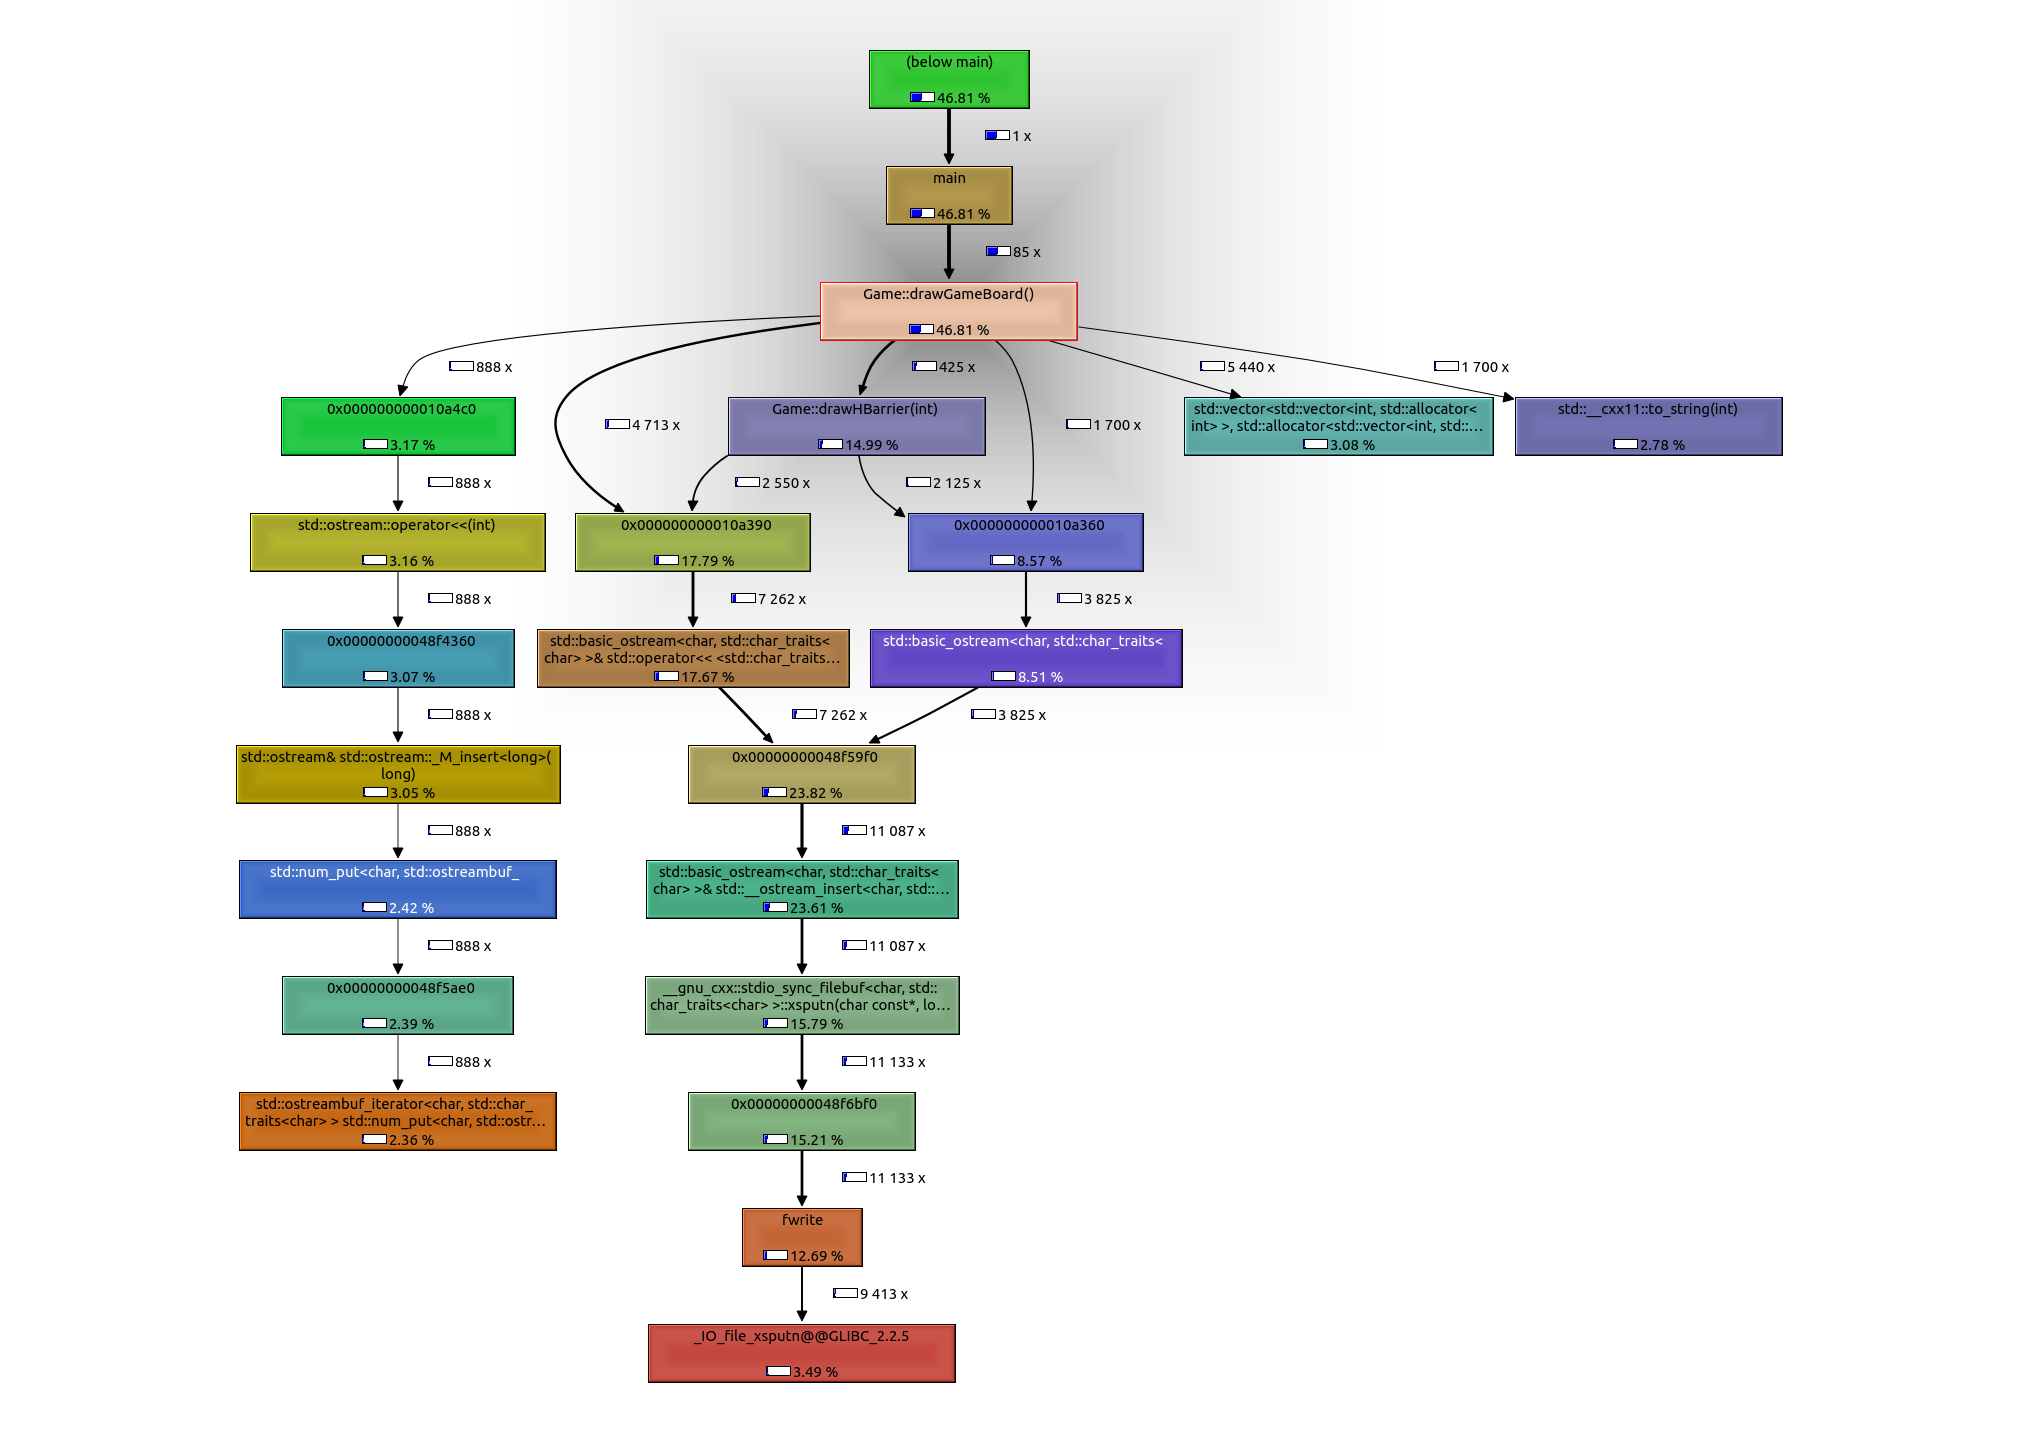 (below main)
46.81 %
1 x
main
46.81 %
85 x
Game::drawGameBoard()
46.81 %
888 x
425 x
5 440 x
1 700 x
0x000000000010a4c0
3.17 %
4 713 x
Game::drawHBarrier(int)
14.99 %
1 700 x
std::vector<std::vector<int, std::allocator<
int> >, std::allocator<std::vector<int, std::...
3.08 %
std::__cxx11::to_string(int)
2.78 %
888 x
2 550 x
2 125 x
std::ostream::operator<<(int)
3.16 %
0x000000000010a390
17.79 %
0x000000000010a360
8.57 %
888 x
7 262 x
3 825 x
0x00000000048f4360
3.07 %
std::basic_ostream<char, std::char_traits<
char> >& std::operator<< <std::char_traits...
17.67 %
std::basic_ostream<char, std::char_traits<
8.51 %
888 x
7 262 x
3 825 x
std::ostream& std::ostream::_M_insert<long>(
long)
3.05 %
0x00000000048f59f0
23.82 %
888 x
11 087 x
std::num_put<char, std::ostreambuf_
2.42 %
std::basic_ostream<char, std::char_traits<
char> >& std::__ostream_insert<char, std::...
23.61 %
888 x
11 087 x
0x00000000048f5ae0
2.39 %
__gnu_cxx::stdio_sync_filebuf<char, std::
char_traits<char> >::xsputn(char const*, lo...
15.79 %
888 x
11 133 x
std::ostreambuf_iterator<char, std::char_
traits<char> > std::num_put<char, std::ostr...
2.36 %
0x00000000048f6bf0
15.21 %
11 133 x
fwrite
12.69 %
9 413 x
_IO_file_xsputn@@GLIBC_2.2.5
3.49 %